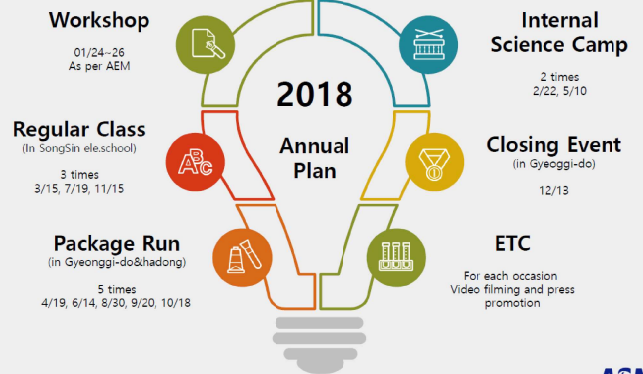 Workshop
01/24~26
As per AEM
Internal
Science Camp
2 times
2/22, 5/10
2018
Annual
Plan
Regular Class
(In SongSin ele.school)
3 times
3/15, 7/19, 11/15
ABC
Closing Event
(in Gyeoggi-do)
12/13
Package Run
(in Gyeonggi-do&hadong)
5 times
4/19, 6/14, 8/30, 9/20, 10/18
ETC
For each occasion
Video filming and press
promotion